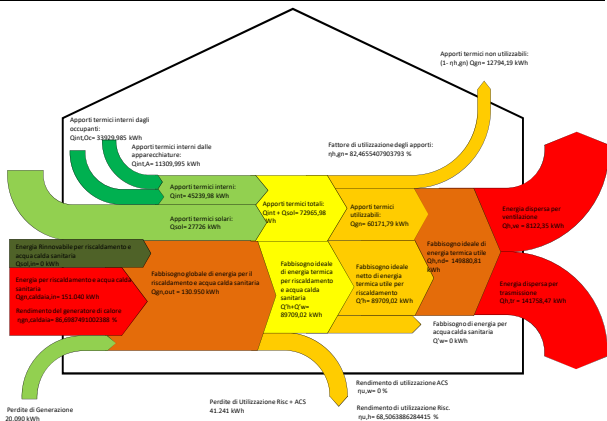 Apporti termici non utilizzabili:
(1- ηh,gn) Qgn= 12794,19 kWh
Apporti termici interni dagli
occupanti:
Qint,Oc= 33929,985 kWh
Apporti termici interni dalle
apparecchiature:
Qint,A= 11309,995 kWh
Fattore di utilizzazione degli apporti:
ηh,gn= 82,4655407903793 %
Apporti termici interni:
Qint= 45239,98 kWh
Apporti termici solari:
Qsol= 27726 kWh
Apporti termici totali:
Qint + Qsol= 72965,98
kWh
Apporti termici
utilizzabili:
Qgn= 60171,79 kWh
Energia dispersa per
ventilazione
Qh,ve = 8122,35 kWh
Energia Rinnovabile per riscaldamento e
acqua calda sanitaria
Qsol,in= 0 kWh
Energia per riscaldamento e acqua calda
sanitaria
Qgn,caldaia,in= 151.040 kWh
Rendimento del generatore di calore
ηgn,caldaia=
Fabbisogno globale di energia per il
riscaldamento e acqua calda sanitaria
Qgn,out = 130.950 kWh
Fabbisogno ideale
di energia termica
per riscaldamento
e acqua calda
sanitaria
Q'h+Q'w=
89709,02 kWh
Fabbisogno ideale
netto di energia
termica utile per
riscaldamento
Q'h= 89709,02 kWh
Fabbisogno ideale di
energia termica utile
Qh,nd= 149880,81
kWh
Energia dispersa per
trasmissione
Qh,tr = 141758,47 kWh
Fabbisogno di energia per
acqua calda sanitaria
Q'w= 0 kWh
Perdite di Generazione
20.090 kWh
Perdite di Utilizzazione Risc + ACS
41.241 kWh
Rendimento di utilizzazione ACS
ηu,w= 0 %
Rendimento di utilizzazione Risc.
ηu,h= 68,5063886284415 %